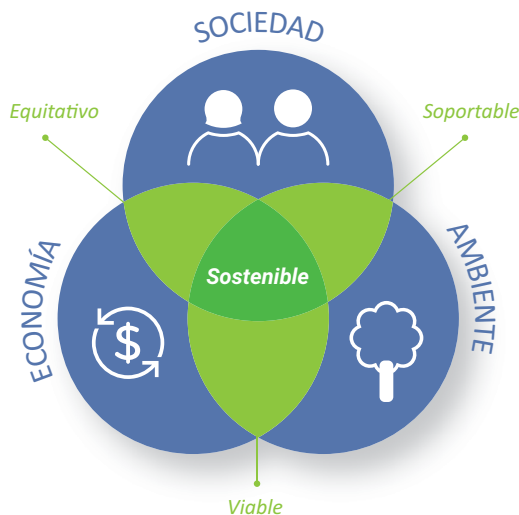 SOCIEDAD
Equitativo
Soportable
ECONOMÍA
AMBIENTE
Sostenible
$
Viable